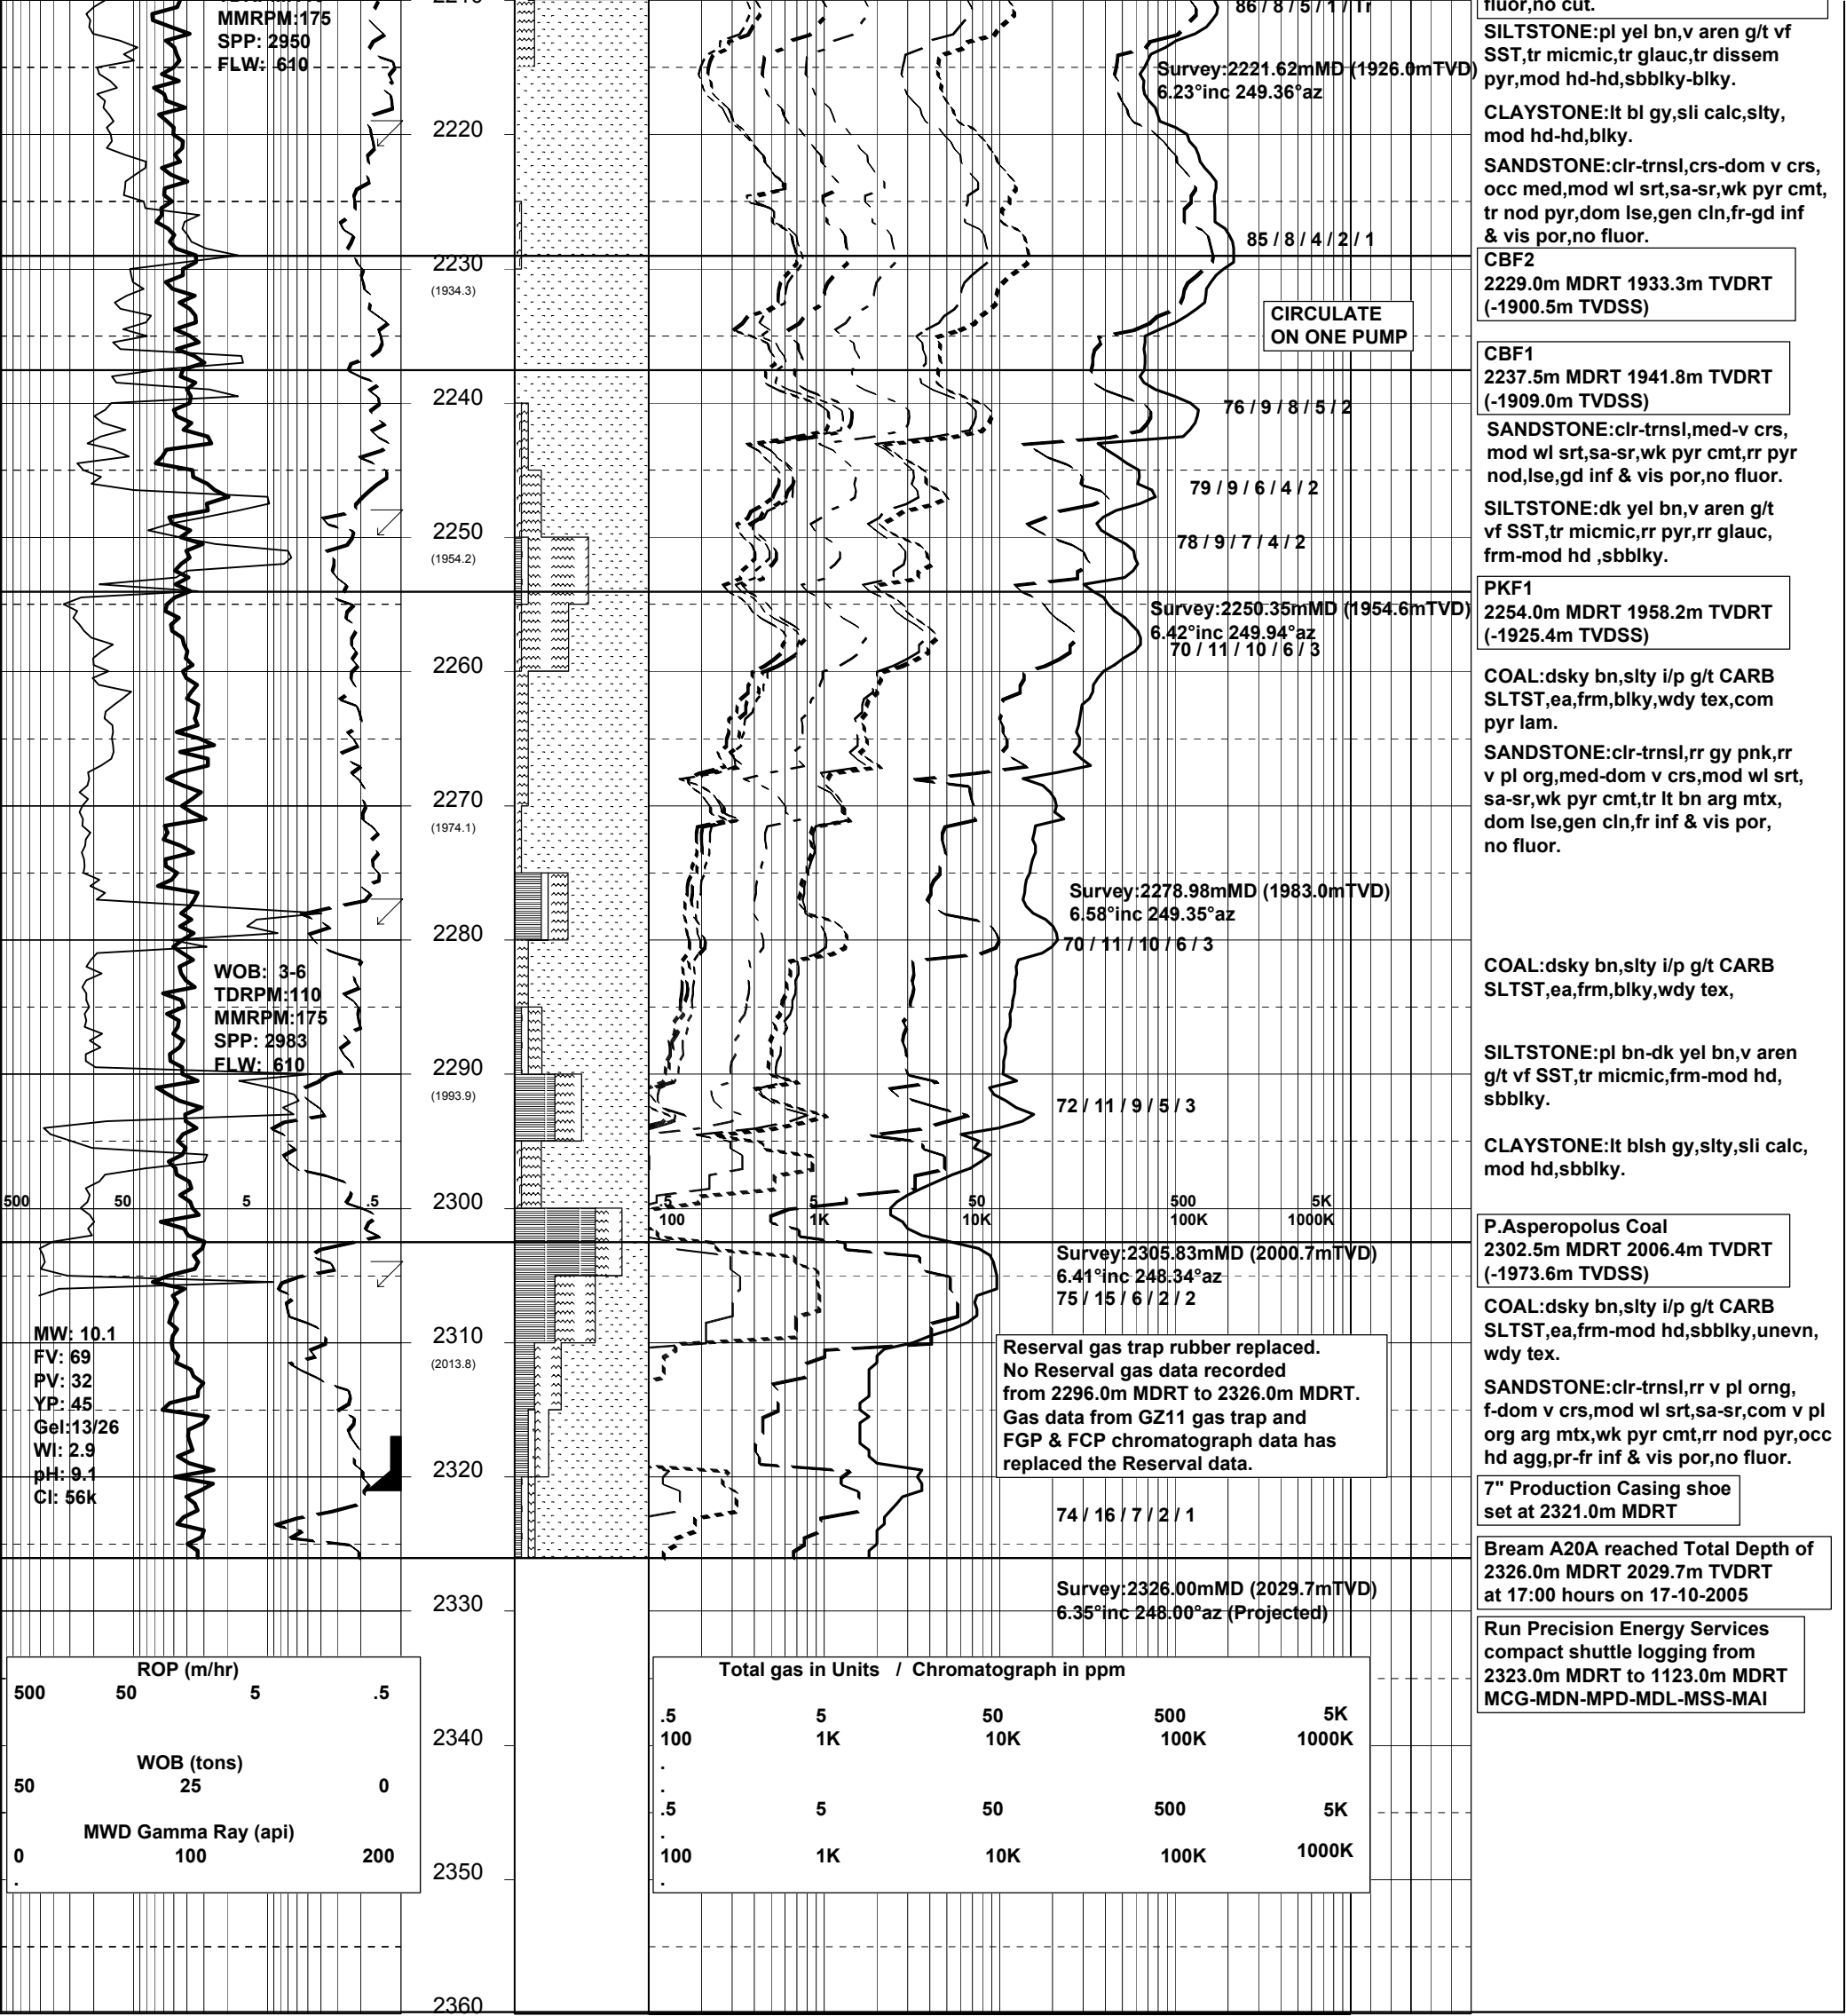 MMRPM:175
SPP: 2950
FLW: 610
2220
2230
(1934.3)
2240
2250
(1954.2)
2260
2270
(1974.1)
2280
WOB: 3-6
TDRPM:110
MMRPM:175
SPP: 2983
FLW: 610
2290
(1993.9)
500 50 5 .5
2300
MW: 10.1
FV: 69
PV: 32
YP: 45
Gel:13/26
Wl: 2.9
pH: 9.1
Cl: 56k
2310
(2013.8)
2320
2330
2340
2350
2360
86 / 8 / 5 / 1 / Tr
Survey:2221.62mMD (1926.0mTVD)
6.23°inc 249.36°az
85 / 8 / 4 / 2 / 1
CIRCULATE
ON ONE PUMP
76 / 9 / 8 / 5 / 2
79 / 9 / 6 / 4 / 2
78 / 9 / 7 / 4 / 2
Survey:2250.35mMD (1954.6mTVD)
6.42°inc 249.94°az
70 / 11 / 10 / 6 / 3
Survey:2278.98mMD (1983.0mTVD)
6.58°inc 249.35°az
70 / 11 / 10 / 6 / 3
72 / 11 / 9 / 5 / 3
.5 5 50 500 5K
100 1K 10K 100K 1000K
Survey:2305.83mMD (2000.7mTVD)
6.41°inc 248.34°az
75 / 15 / 6 / 2 / 2
Reserval gas trap rubber replaced.
No Reserval gas data recorded
from 2296.0m MDRT to 2326.0m MDRT.
Gas data from GZ11 gas trap and
FGP & FCP chromatograph data has
replaced the Reserval data.
74 / 16 / 7 / 2 / 1
Survey:2326.00mMD (2029.7mTVD)
6.35°inc 248.00°az (Projected)
fluor,no cut.
SILTSTONE:pl yel bn,v aren g/t vf
SST,tr micmic,tr glauc,tr dissem
pyr,mod hd-hd,sbblky-blky.
CLAYSTONE:lt bl gy,sli calc,slty,
mod hd-hd,blky.
SANDSTONE:clr-trnsl,crs-dom v crs,
occ med,mod wl srt,sa-sr,wk pyr cmt,
tr nod pyr,dom lse,gen cln,fr-gd inf
& vis por,no fluor.
CBF2
2229.0m MDRT 1933.3m TVDRT
(-1900.5m TVDSS)
CBF1
2237.5m MDRT 1941.8m TVDRT
(-1909.0m TVDSS)
SANDSTONE:clr-trnsl,med-v crs,
mod wl srt,sa-sr,wk pyr cmt,rr pyr
nod,lse,gd inf & vis por,no fluor.
SILTSTONE:dk yel bn,v aren g/t
vf SST,tr micmic,rr pyr,rr glauc,
frm-mod hd ,sbblky.
PKF1
2254.0m MDRT 1958.2m TVDRT
(-1925.4m TVDSS)
COAL:dsky bn,slty i/p g/t CARB
SLTST,ea,frm,blky,wdy tex,com
pyr lam.
SANDSTONE:clr-trnsl,rr gy pnk,rr
v pl org,med-dom v crs,mod wl srt,
sa-sr,wk pyr cmt,tr lt bn arg mtx,
dom lse,gen cln,fr inf & vis por,
no fluor.
COAL:dsky bn,slty i/p g/t CARB
SLTST,ea,frm,blky,wdy tex,
SILTSTONE:pl bn-dk yel bn,v aren
g/t vf SST,tr micmic,frm-mod hd,
sbblky.
CLAYSTONE:lt blsh gy,slty,sli calc,
mod hd,sbblky.
P.Asperopolus Coal
2302.5m MDRT 2006.4m TVDRT
(-1973.6m TVDSS)
COAL:dsky bn,slty i/p g/t CARB
SLTST,ea,frm-mod hd,sbblky,unevn,
wdy tex.
SANDSTONE:clr-trnsl,rr v pl orng,
f-dom v crs,mod wl srt,sa-sr,com v pl
org arg mtx,wk pyr cmt,rr nod pyr,occ
hd agg,pr-fr inf & vis por,no fluor.
7" Production Casing shoe
set at 2321.0m MDRT
Bream A20A reached Total Depth of
2326.0m MDRT 2029.7m TVDRT
at 17:00 hours on 17-10-2005
Run Precision Energy Services
compact shuttle logging from
2323.0m MDRT to 1123.0m MDRT
MCG-MDN-MPD-MDL-MSS-MAI
ROP (m/hr)
500 50 5 .5
WOB (tons)
50 25 0
MWD Gamma Ray (api)
0 100 200
.
Total gas in Units / Chromatograph in ppm
.5 5 50 500 5K
100 1K 10K 100K 1000K
.
.
.5 5 50 500 5K
.
100 1K 10K 100K 1000K
.